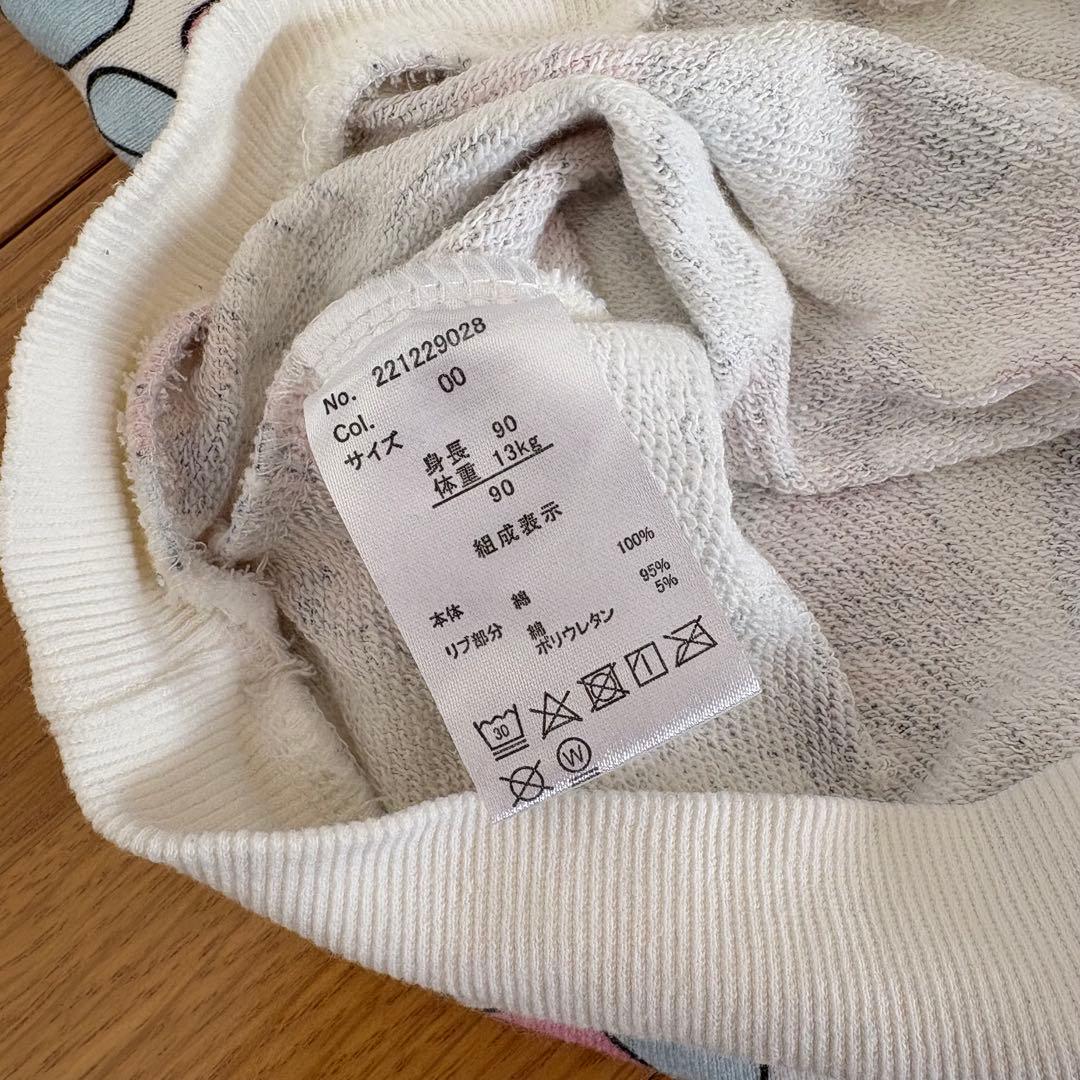 No. 221229028
Col. 00
サイズ
身長 90
体重 13kg
90
組成表示
本体 綿 100%
リブ部分 綿 95%
ポリウレタン 5%
30
W